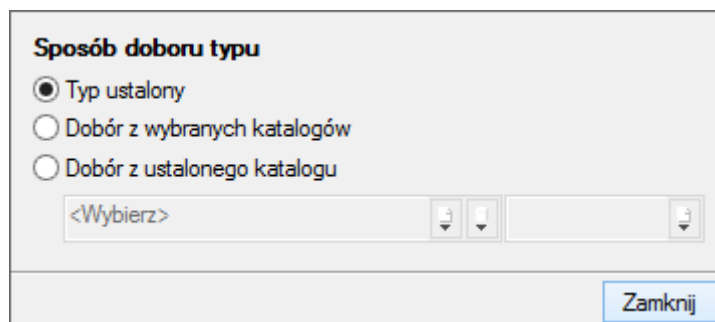 Sposób doboru typu
Typ ustalony
Dobór z wybranych katalogów
Dobór z ustalonego katalogu
<Wybierz>
Zamknij